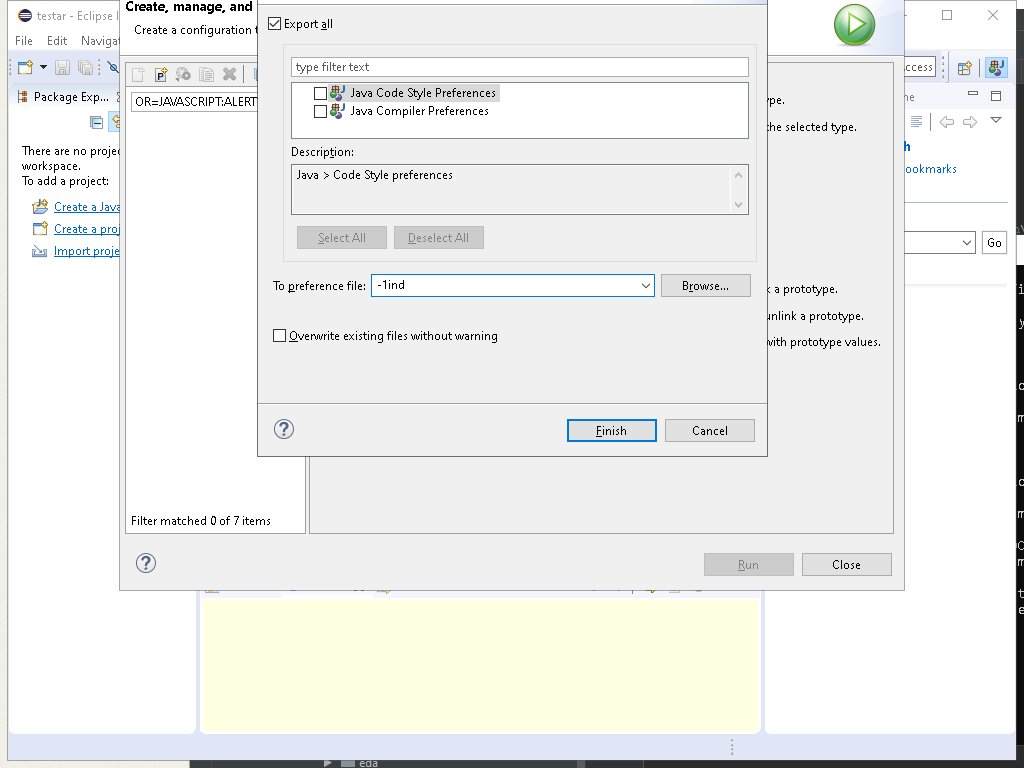 testar - Eclipse I
File Edit Naviga
Create, manage, and
Create a configuration t
Export all
type filter text
Java Code Style Preferences
Java Compiler Preferences
Description:
Java > Code Style preferences
Select All
Deselect All
To preference file:
-1ind
Browse...
Overwrite existing files without warning
Finish
Cancel
Package Exp...
There are no projec
workspace.
To add a project:
Create a Java
Create a proj
Import proje
OR=JAVASCRIPT:ALERT
Filter matched 0 of 7 items
ype.
the selected type.
k a prototype.
unlink a prototype.
with prototype values.
Run
Close
ccess
ne
h
ookmarks
Go
eda